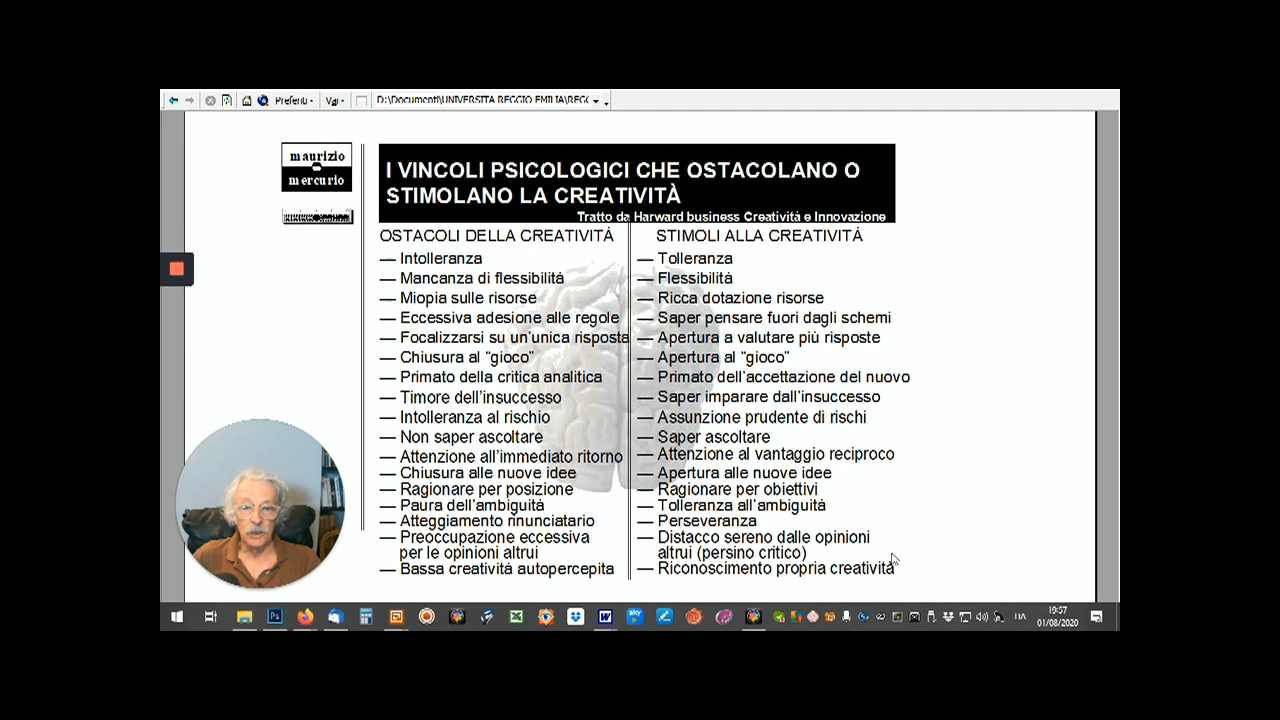 Preferiti
Vai
D:\Documenti\UNIVERSITA REGGIO EMILIA\REGG
maurizio
mercurio
I VINCOLI PSICOLOGICI CHE OSTACOLANO O
STIMOLANO LA CREATIVITÀ
Tratto da Harward business Creatività e Innovazione
OSTACOLI DELLA CREATIVITÀ
— Intolleranza
— Mancanza di flessibilità
— Miopia sulle risorse
— Eccessiva adesione alle regole
— Focalizzarsi su un'unica risposta
— Chiusura al “gioco”
— Primato della critica analitica
— Timore dell'insuccesso
— Intolleranza al rischio
— Non saper ascoltare
— Attenzione all'immediato ritorno
— Chiusura alle nuove idee
— Ragionare per posizione
— Paura dell'ambiguità
— Atteggiamento rinunciatario
— Preoccupazione eccessiva
per le opinioni altrui
— Bassa creatività autopercepita
STIMOLI ALLA CREATIVITÀ
— Tolleranza
— Flessibilità
— Ricca dotazione risorse
— Saper pensare fuori dagli schemi
— Apertura a valutare più risposte
— Apertura al “gioco”
— Primato dell'accettazione del nuovo
— Saper imparare dall'insuccesso
— Assunzione prudente di rischi
— Saper ascoltare
— Attenzione al vantaggio reciproco
— Apertura alle nuove idee
— Ragionare per obiettivi
— Tolleranza all'ambiguità
— Perseveranza
— Distacco sereno dalle opinioni
altrui (persino critico)
— Riconoscimento propria creatività
sky
ITA
19:57
01/08/2020